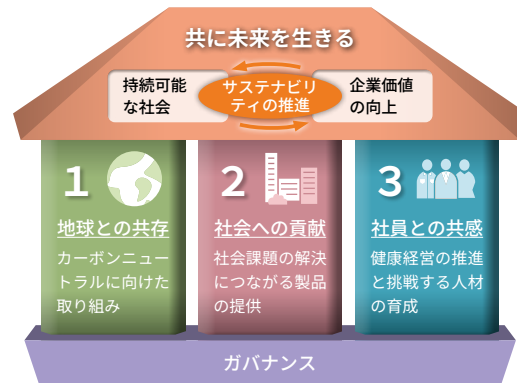 共に未来を生きる
持続可能
な社会
サステナビリ
ティの推進
企業価値
の向上
1
地球との共存
カーボンニュー
トラルに向けた
取り組み
2
社会への貢献
社会課題の解決
につながる製品
の提供
3
社員との共感
健康経営の推進
と挑戦する人材
の育成
ガバナンス